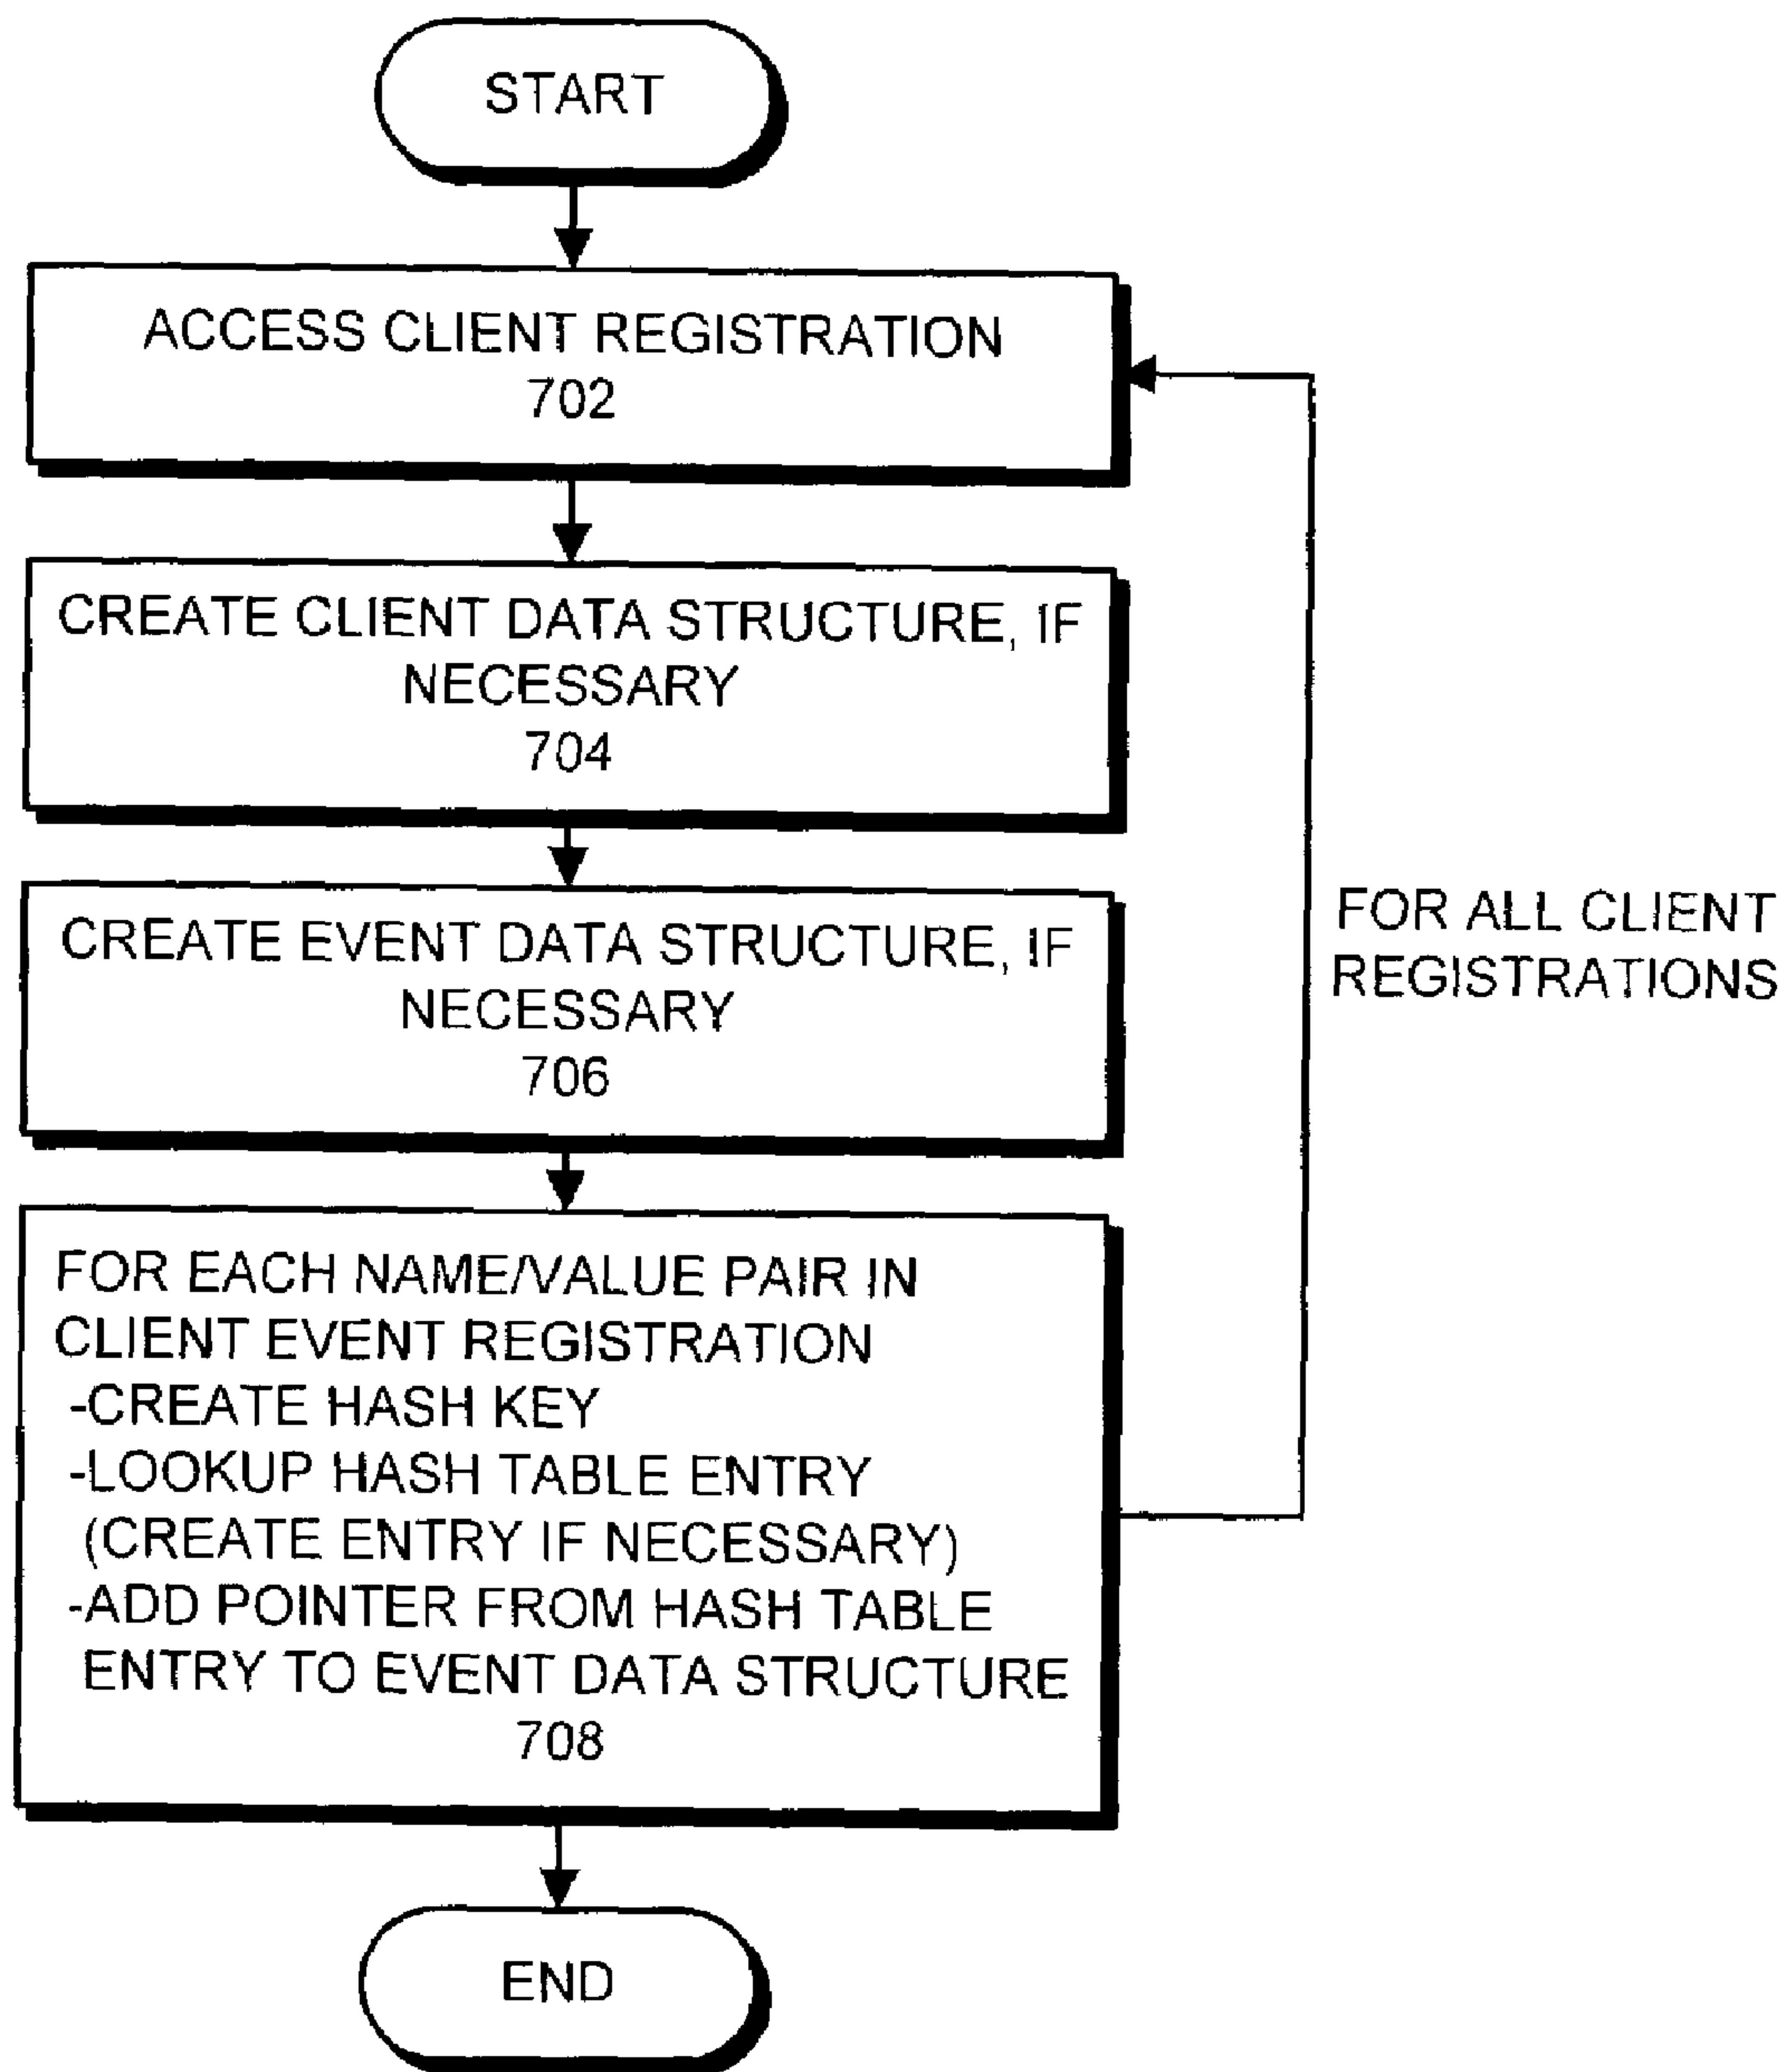 START
ACCESS CLIENT REGISTRATION
702
CREATE CLIENT DATA STRUCTURE, IF
NECESSARY
704
CREATE EVENT DATA STRUCTURE, IF
NECESSARY
706
FOR ALL CLIENT
REGISTRATIONS
FOR EACH NAME/VALUE PAIR IN
CLIENT EVENT REGISTRATION
-CREATE HASH KEY
-LOOKUP HASH TABLE ENTRY
(CREATE ENTRY IF NECESSARY)
-ADD POINTER FROM HASH TABLE
ENTRY TO EVENT DATA STRUCTURE
708
END